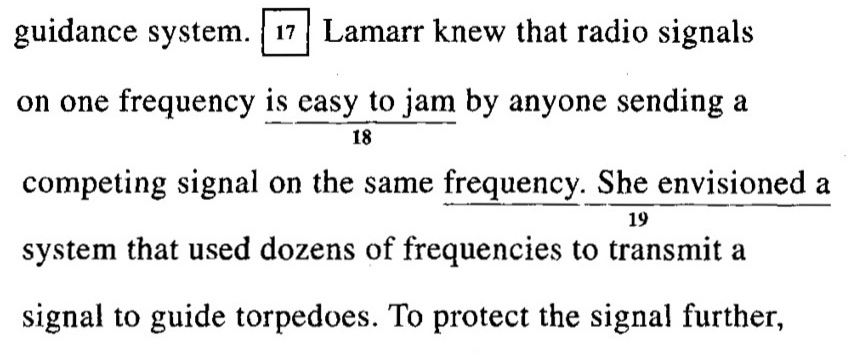 guidance system. 17 Lamarr knew that radio signals
on one frequency is easy to jam by anyone sending a
18
competing signal on the same frequency. She envisioned a
19
system that used dozens of frequencies to transmit a
signal to guide torpedoes. To protect the signal further,